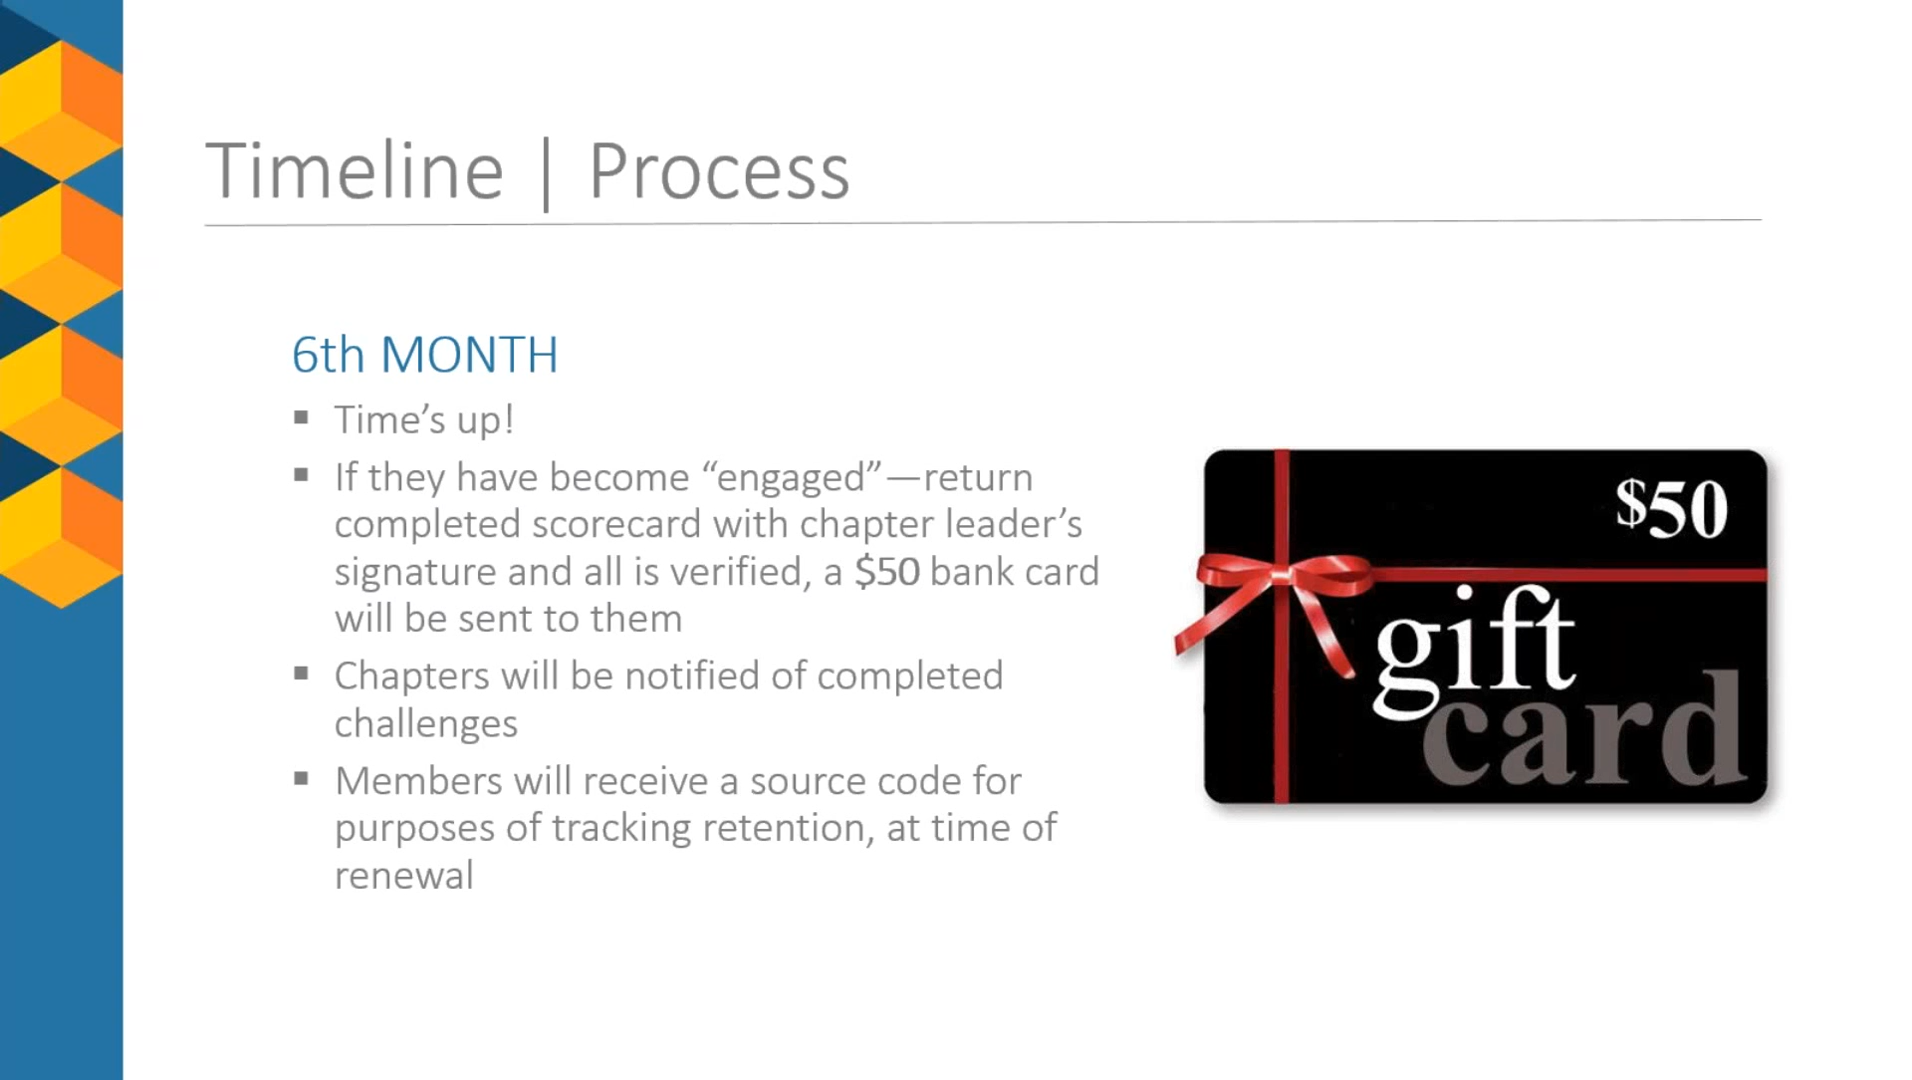 Timeline | Process
6th MONTH
▪ Time’s up!
▪ If they have become “engaged”—return
completed scorecard with chapter leader’s
signature and all is verified, a $50 bank card
will be sent to them
▪ Chapters will be notified of completed
challenges
▪ Members will receive a source code for
purposes of tracking retention, at time of
renewal
$50
gift
card